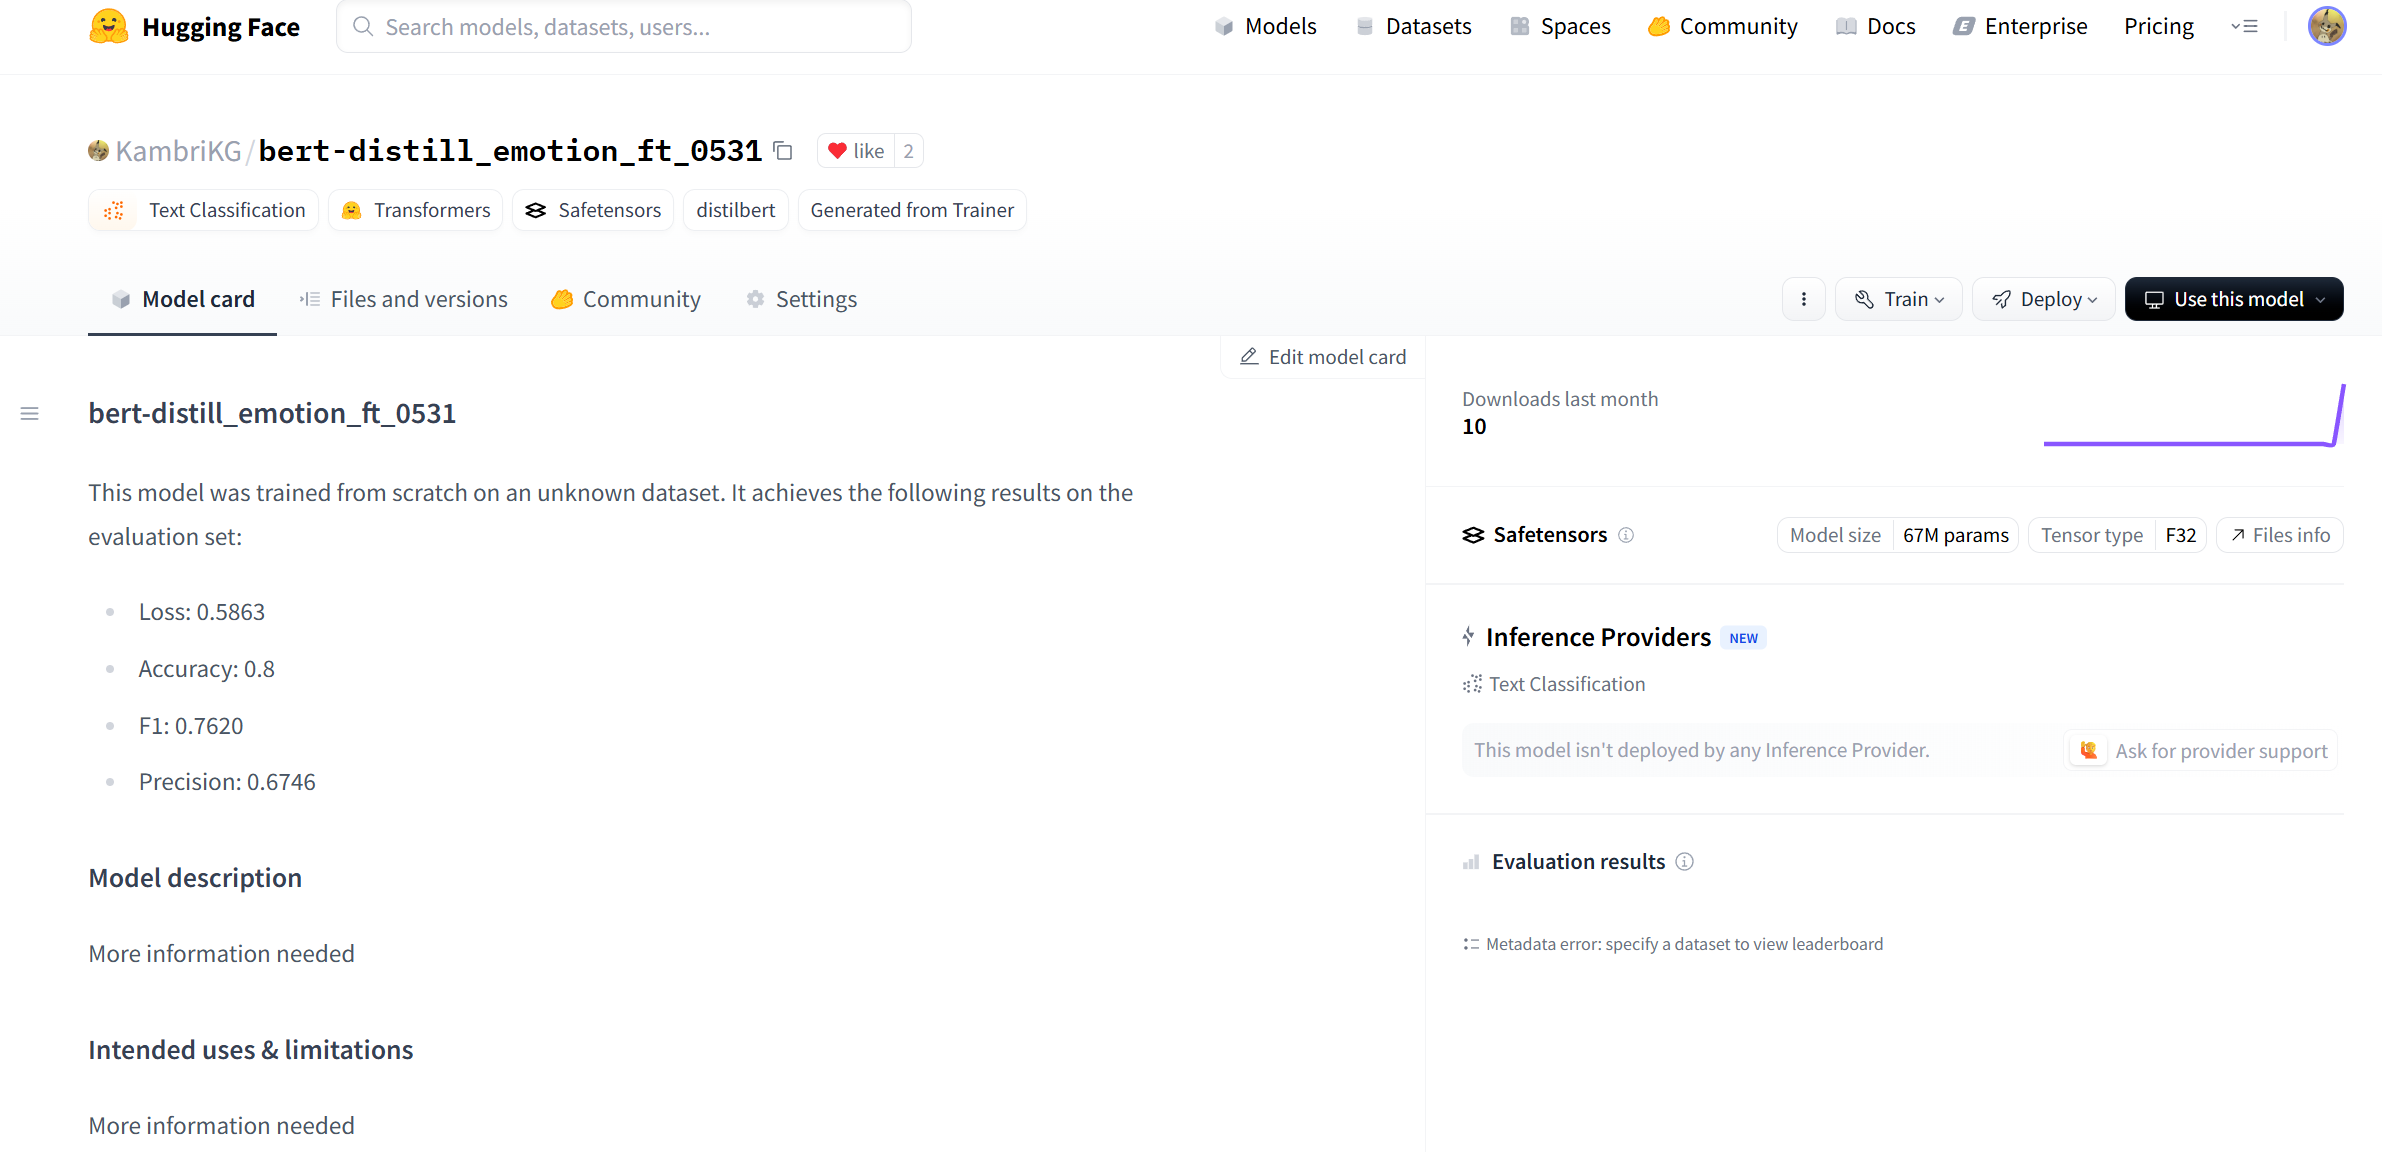 Hugging Face
Search models, datasets, users...
Models
Datasets
Spaces
Community
Docs
Enterprise
Pricing
KambriKG/bert-distill_emotion_ft_0531
like 2
Text Classification
Transformers
Safetensors
distilbert
Generated from Trainer
Model card
Files and versions
Community
Settings
Train
Deploy
Use this model
Edit model card
bert-distill_emotion_ft_0531
This model was trained from scratch on an unknown dataset. It achieves the following results on the
evaluation set:
Loss: 0.5863
Accuracy: 0.8
F1: 0.7620
Precision: 0.6746
Model description
More information needed
Intended uses & limitations
More information needed
Downloads last month
10
Safetensors
Model size 67M params
Tensor type F32
Files info
Inference Providers NEW
Text Classification
This model isn't deployed by any Inference Provider.
Ask for provider support
Evaluation results
Metadata error: specify a dataset to view leaderboard